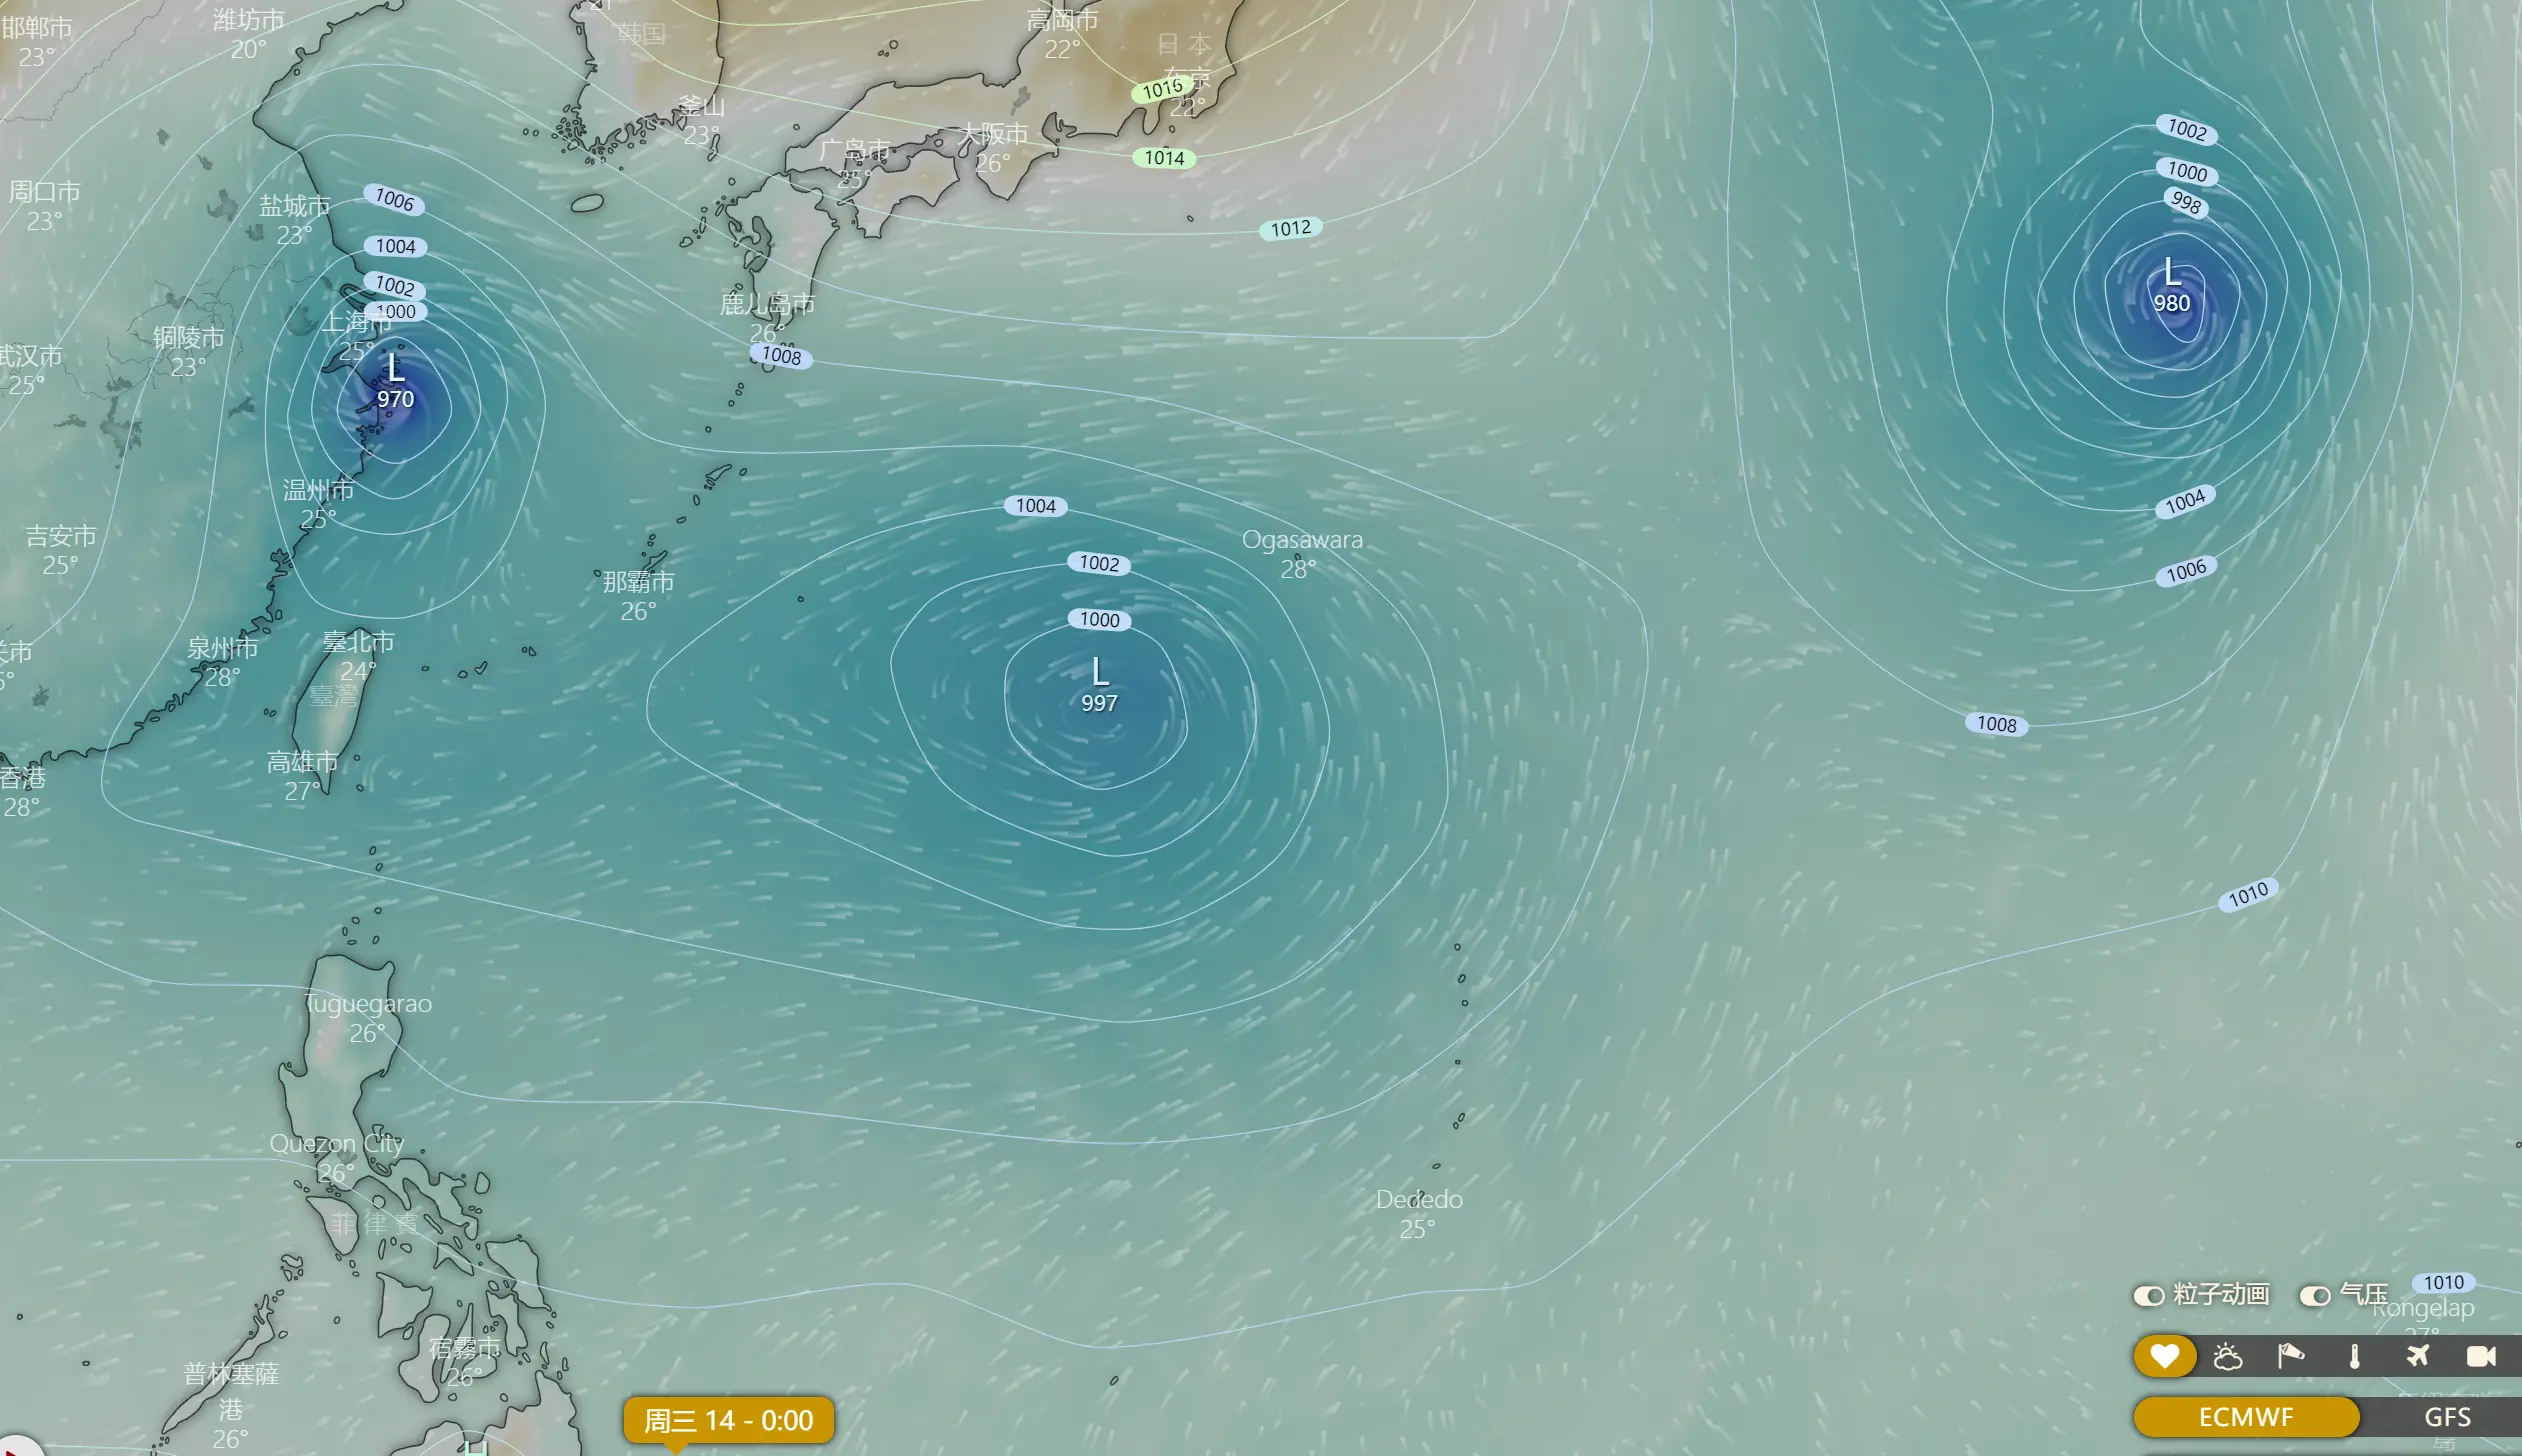 邯郸市
23°
潍坊市
20°
韩国
高岡市
22°
日本
东京
22°
1016
釜山
23°
广岛市
25°
大阪市
26°
1014
1002
1000
998
周口市
23°
盐城市
23°
1006
1004
1002
1000
1012
L
980
上海市
25°
铜陵市
23°
武汉市
25°
L
970
鹿儿岛市
26°
1008
温州市
25°
1004
1004
吉安市
25°
Ogasawara
28°
1002
1006
那霸市
26°
1000
泉州市
28°
臺北市
24°
臺灣
L
997
1008
高雄市
27°
香港
28°
1010
Tuguegarao
26°
Quezon City
26°
菲律賓
Dededo
25°
粒子动画
气压
1010
Rongelap
27°
宿霧市
26°
普林塞薩
港
26°
周三 14 - 0:00
ECMWF
GFS
H